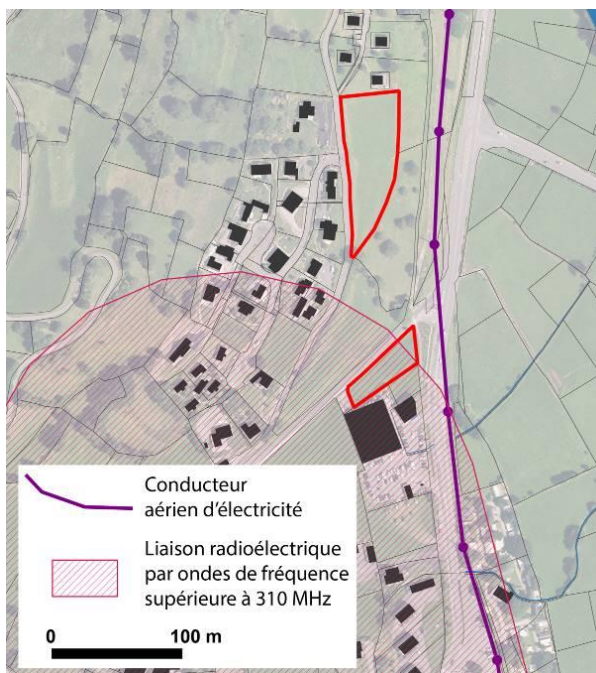 Conducteur
aérien d’électricité
Liaison radioélectrique
par ondes de fréquence
supérieure à 310 MHz
0 100 m